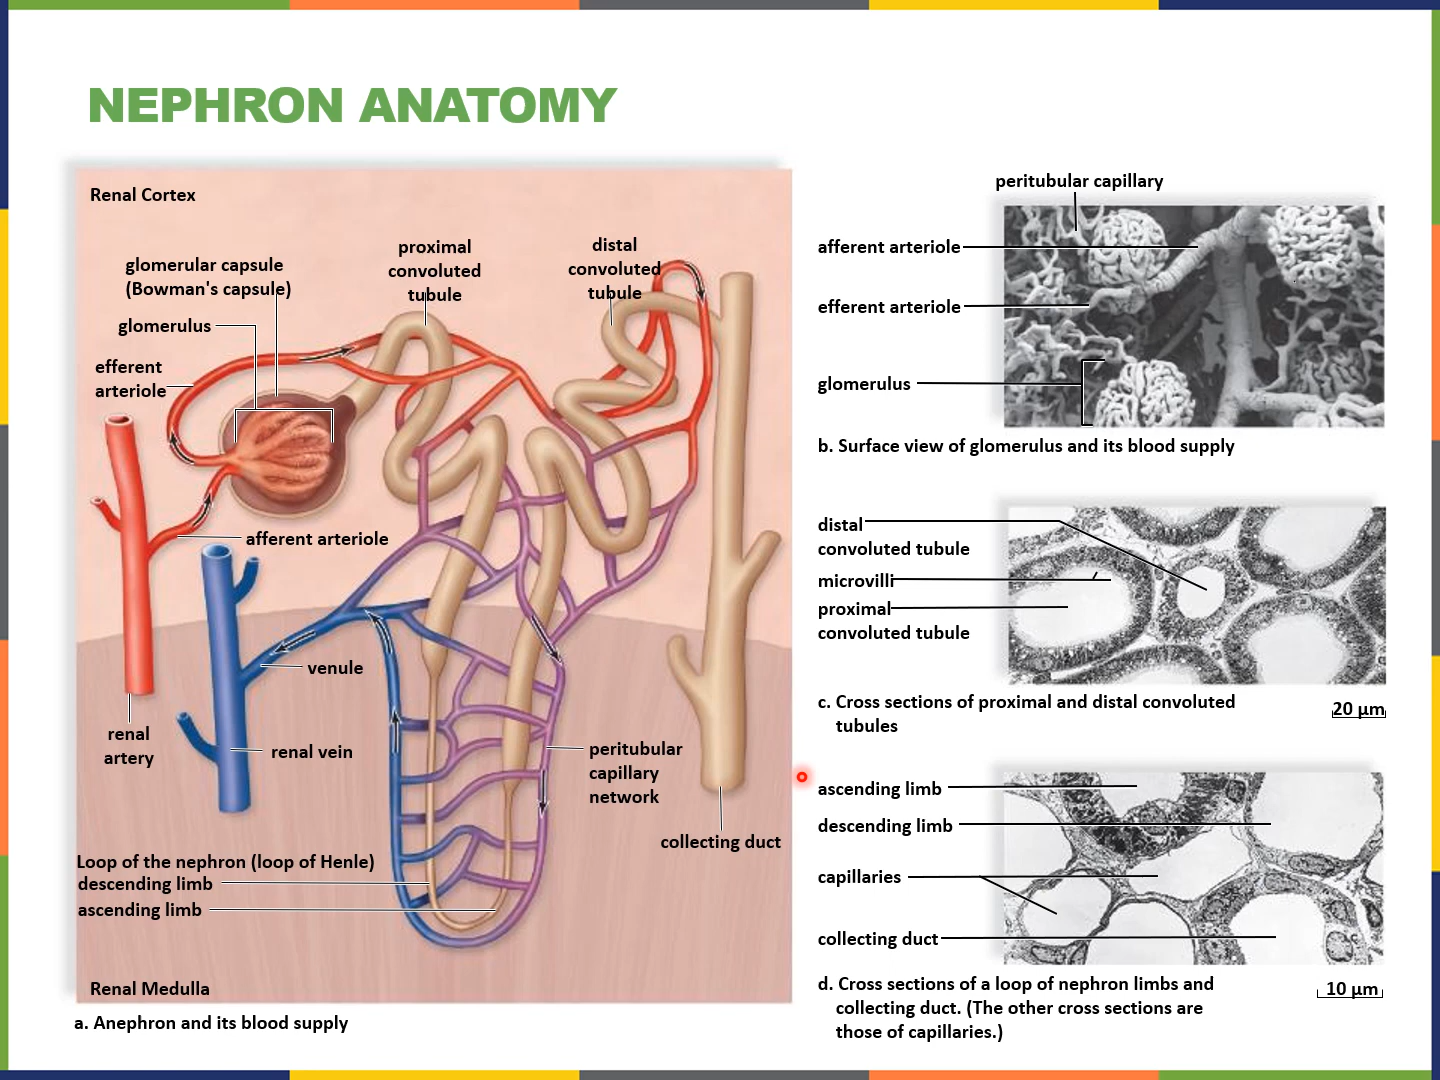 NEPHRON ANATOMY
Renal Cortex
glomerular capsule
(Bowman's capsule)
glomerulus
efferent
arteriole
proximal
convoluted
tubule
distal
convoluted
tubule
afferent arteriole
venule
renal
artery
renal vein
peritubular
capillary
network
collecting duct
Loop of the nephron (loop of Henle)
descending limb
ascending limb
Renal Medulla
a. Anephron and its blood supply
peritubular capillary
afferent arteriole
efferent arteriole
glomerulus
b. Surface view of glomerulus and its blood supply
distal
convoluted tubule
microvilli
proximal
convoluted tubule
c. Cross sections of proximal and distal convoluted
tubules
20 µm
ascending limb
descending limb
capillaries
collecting duct
d. Cross sections of a loop of nephron limbs and
collecting duct. (The other cross sections are
those of capillaries.)
10 µm